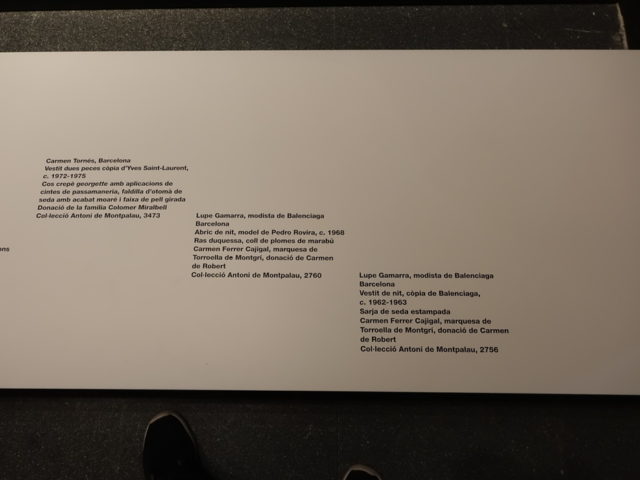 Carmen Tornés, Barcelona
Vestit dues peces còpia d'Yves Saint-Laurent,
c. 1972-1975
Cos crepè georgette amb aplicacions de
cintes de passamaneria, faldilla d'otomà de
seda amb acabat moaré i faixa de pell girada
Donació de la família Colomer Miralbell
Col·lecció Antoni de Montpalau, 3473
Lupe Gamarra, modista de Balenciaga
Barcelona
Abric de nit, model de Pedro Rovira, c. 1968
Ras duquessa, coll de plomes de marabú
Carmen Ferrer Cajigal, marquesa de
Torroella de Montgrí, donació de Carmen
de Robert
Col·lecció Antoni de Montpalau, 2760
Lupe Gamarra, modista de Balenciaga
Barcelona
Vestit de nit, còpia de Balenciaga,
c. 1962-1963
Sarja de seda estampada
Carmen Ferrer Cajigal, marquesa de
Torroella de Montgrí, donació de Carmen
de Robert
Col·lecció Antoni de Montpalau, 2756